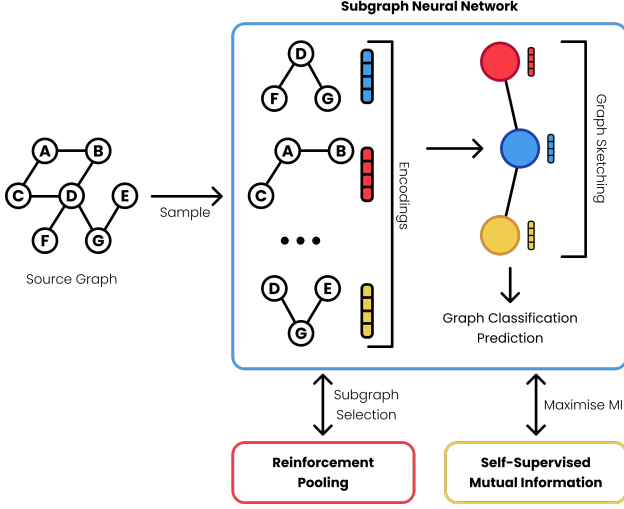 Subgraph Neural Network
D
F
G
A
B
C
D
E
F
G
Source Graph
Sample
A
B
C
D
E
G
Encodings
Graph Sketching
Graph Classification
Prediction
Subgraph
Selection
Maximise MI
Reinforcement
Pooling
Self-Supervised
Mutual Information